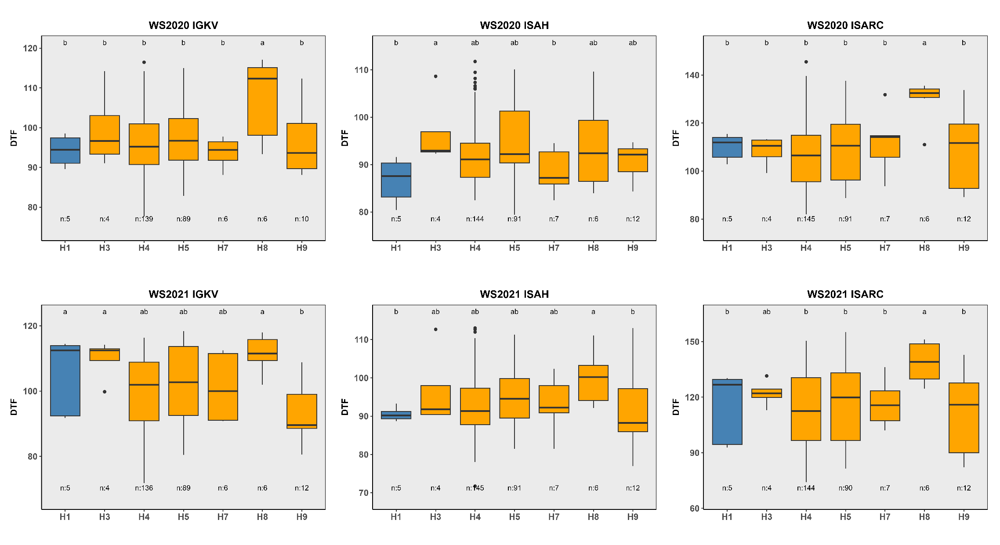 WS2020 IGKV
DTF
120
110
100
90
80
b b b b b a b
n:5 n:4 n:139 n:89 n:6 n:6 n:10
H1 H3 H4 H5 H7 H8 H9
WS2020 ISAH
DTF
110
100
90
80
b a ab ab b ab ab
n:5 n:4 n:144 n:91 n:7 n:6 n:12
H1 H3 H4 H5 H7 H8 H9
WS2020 ISARC
DTF
140
120
100
80
b b b b b a b
n:5 n:4 n:145 n:91 n:7 n:6 n:12
H1 H3 H4 H5 H7 H8 H9
WS2021 IGKV
DTF
120
100
80
a a ab ab ab a b
n:5 n:4 n:136 n:89 n:6 n:6 n:12
H1 H3 H4 H5 H7 H8 H9
WS2021 ISAH
DTF
110
100
90
80
70
b ab ab ab ab a b
n:5 n:4 n:145 n:91 n:7 n:6 n:12
H1 H3 H4 H5 H7 H8 H9
WS2021 ISARC
DTF
150
120
90
60
b ab b b b a b
n:5 n:4 n:144 n:90 n:7 n:6 n:12
H1 H3 H4 H5 H7 H8 H9